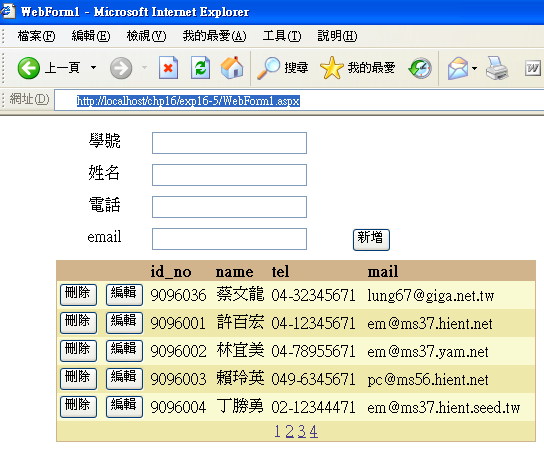 WebForm1 - Microsoft Internet Explorer
檔案(F) 編輯(E) 檢視(V) 我的最愛(A) 工具(T) 說明(H)
上一頁 搜尋 我的最愛
網址(D) http://localhost/chp16/exp16-5/WebForm1.aspx
學號
姓名
電話
email 新增
id_no name tel mail
刪除 編輯 9096036 蔡文龍 04-32345671 lung67@giga.net.tw
刪除 編輯 9096001 許百宏 04-12345671 em@ms37.hient.net
刪除 編輯 9096002 林宜美 04-78955671 em@ms37.yam.net
刪除 編輯 9096003 賴玲英 049-6345671 pc@ms56.hient.net
刪除 編輯 9096004 丁勝勇 02-12344471 em@ms37.hient.seed.tw
1 2 3 4